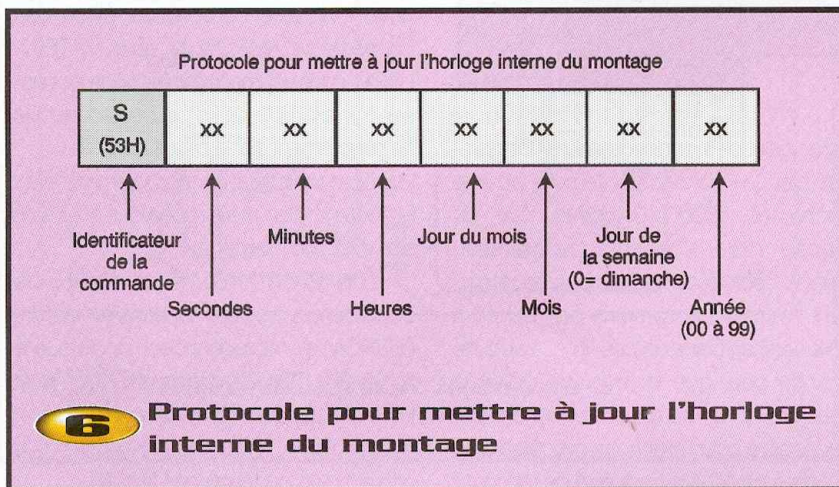 Protocole pour mettre à jour l'horloge interne du montage
S
(53H)
xx
xx
xx
xx
xx
xx
xx
Identificateur
de la
commande
Secondes
Minutes
Heures
Jour du mois
Mois
Jour de
la semaine
(0= dimanche)
Année
(00 à 99)
6
Protocole pour mettre à jour l'horloge
interne du montage